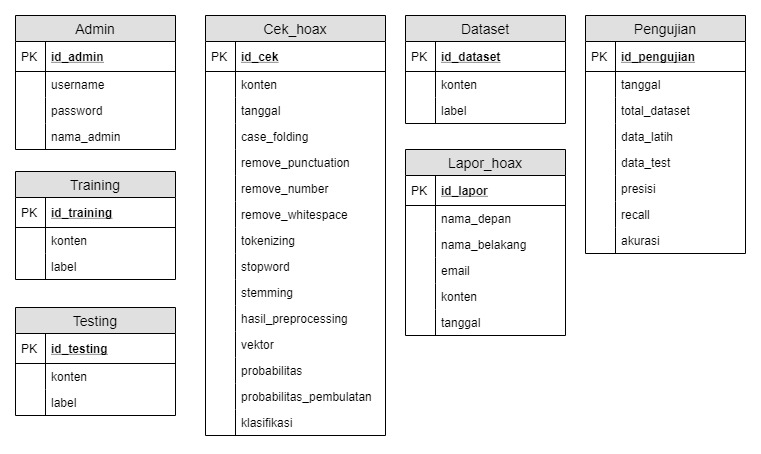 Admin
PK id_admin
username
password
nama_admin
Training
PK id_training
konten
label
Testing
PK id_testing
konten
label
Cek_hoax
PK id_cek
konten
tanggal
case_folding
remove_punctuation
remove_number
remove_whitespace
tokenizing
stopword
stemming
hasil_preprocessing
vektor
probabilitas
probabilitas_pembulatan
klasifikasi
Dataset
PK id_dataset
konten
label
Lapor_hoax
PK id_lapor
nama_depan
nama_belakang
email
konten
tanggal
Pengujian
PK id_pengujian
tanggal
total_dataset
data_latih
data_test
presisi
recall
akurasi